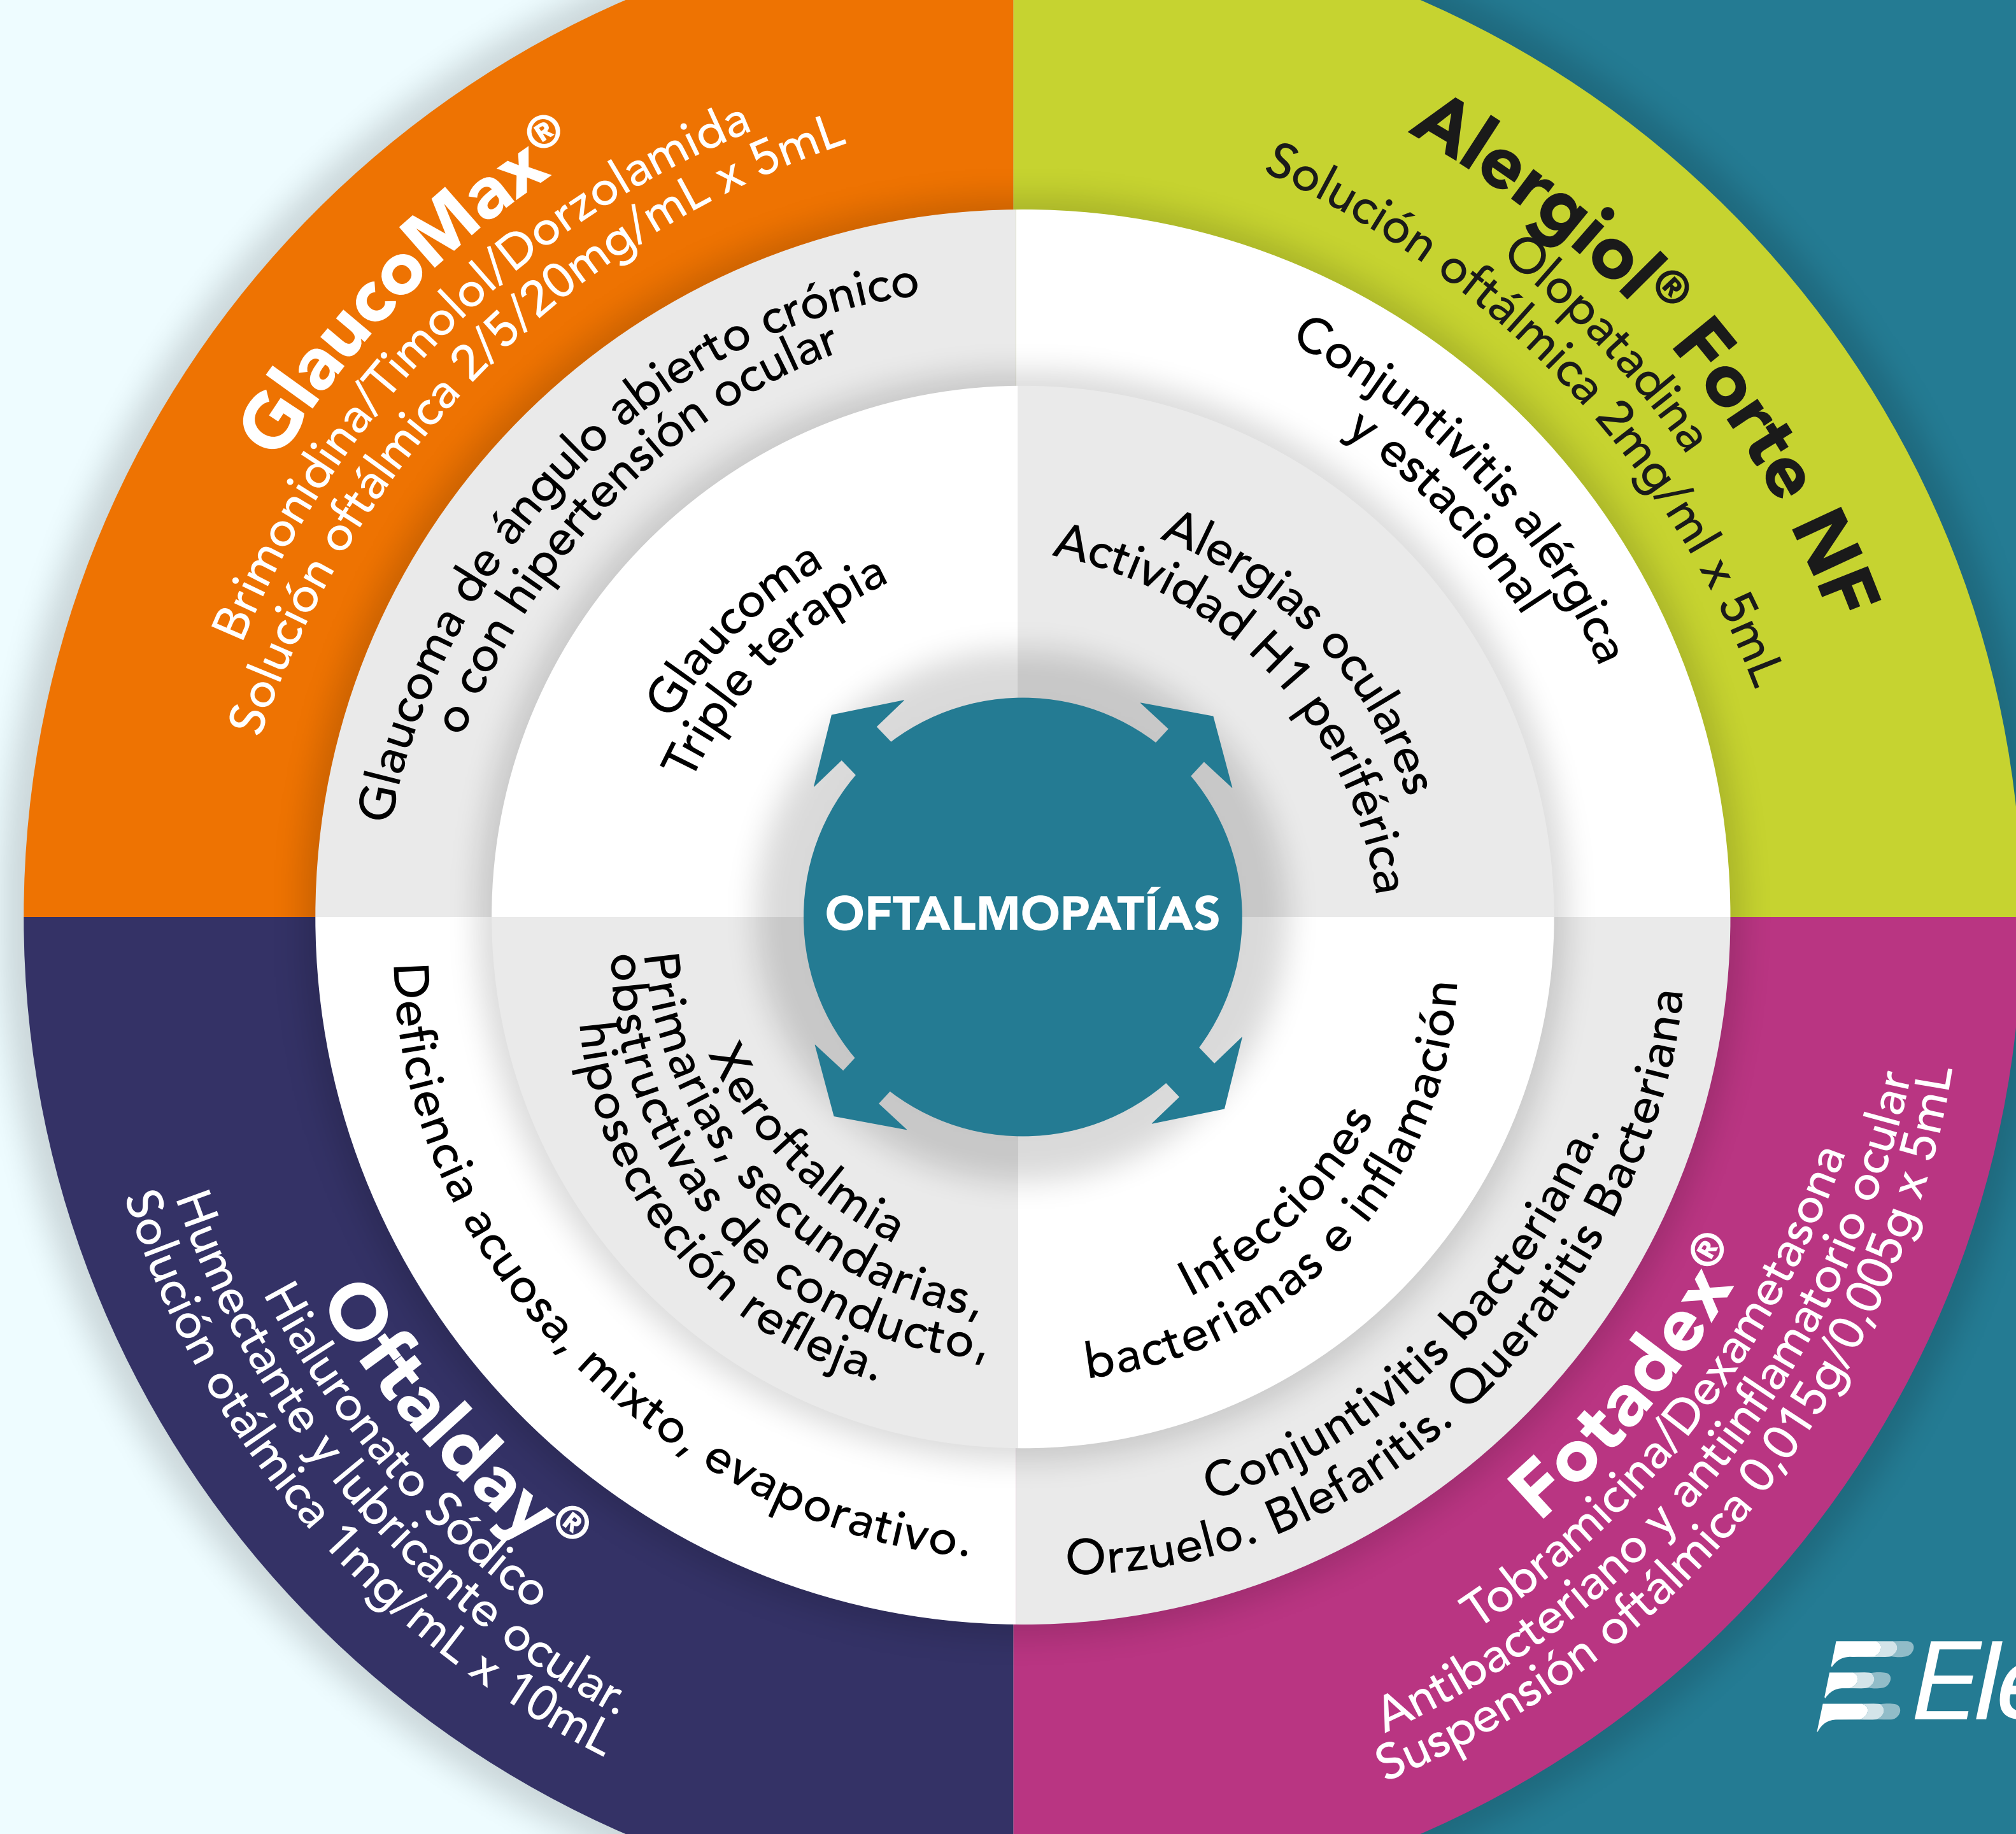 GlaucoMax®
Brimonidina/Timolol/Dorzolamida
Solución oftálmica 2/5/20mg/mL x 5mL
Glaucoma de ángulo abierto crónico
o con hipertensión ocular
Glaucoma
Triple terapia
Alergiol® Forte NF
Olopatadina
Solución oftálmica 2mg/ml x 5mL
Conjuntivitis alérgica
y estacional
Alergias oculares
Actividad H1 periférica
OFTALMOPATÍAS
Xeroftalmia
Primarias, secundarias,
obstructivas de conducto,
hiposecreción refleja.
Deficiencia acuosa, mixto, evaporativo.
Oftalday®
Hialuronato Sódico
Humectante y lubricante ocular.
Solución otálmica 1mg/mL x 10mL
Infecciones
bacterianas e inflamación
Conjuntivitis bacteriana.
Orzuelo. Blefaritis. Queratitis Bacteriana
Fotadex®
Tobramicina/Dexametasona
Antibacteriano y antiinflamatorio ocular
Suspensión oftálmica 0,015g/0,005g x 5mL